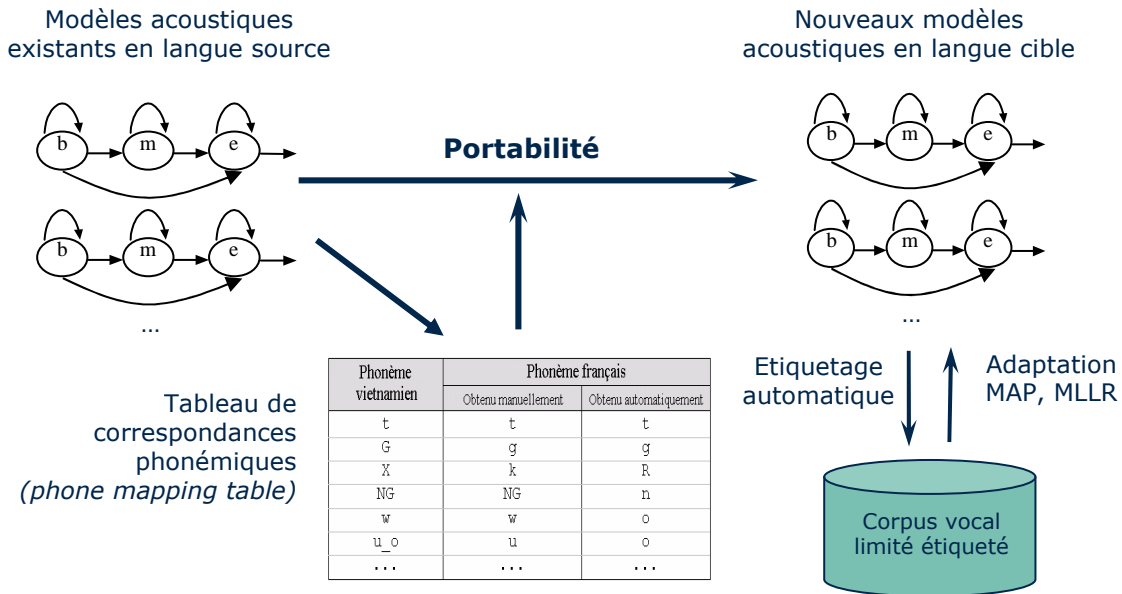 Modèles acoustiques
existants en langue source
Nouveaux modèles
acoustiques en langue cible
b m e
b m e
...
Portabilité
b m e
b m e
...
Tableau de
correspondances
phonémiques
(phone mapping table)
Phonème vietnamien Phonème français
Obtenu manuellement Obtenu automatiquement
t t t
G g g
X k R
NG NG n
w w o
u_o u o
... ... ...
Etiquetage
automatique
Adaptation
MAP, MLLR
Corpus vocal
limité étiqueté